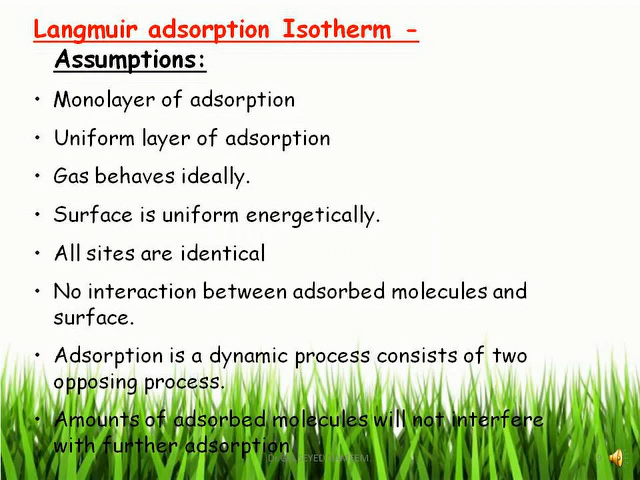 Langmuir adsorption Isotherm -
Assumptions:
• Monolayer of adsorption
• Uniform layer of adsorption
• Gas behaves ideally.
• Surface is uniform energetically.
• All sites are identical
• No interaction between adsorbed molecules and
surface.
• Adsorption is a dynamic process consists of two
opposing process.
• Amounts of adsorbed molecules will not interfere
with further adsorption